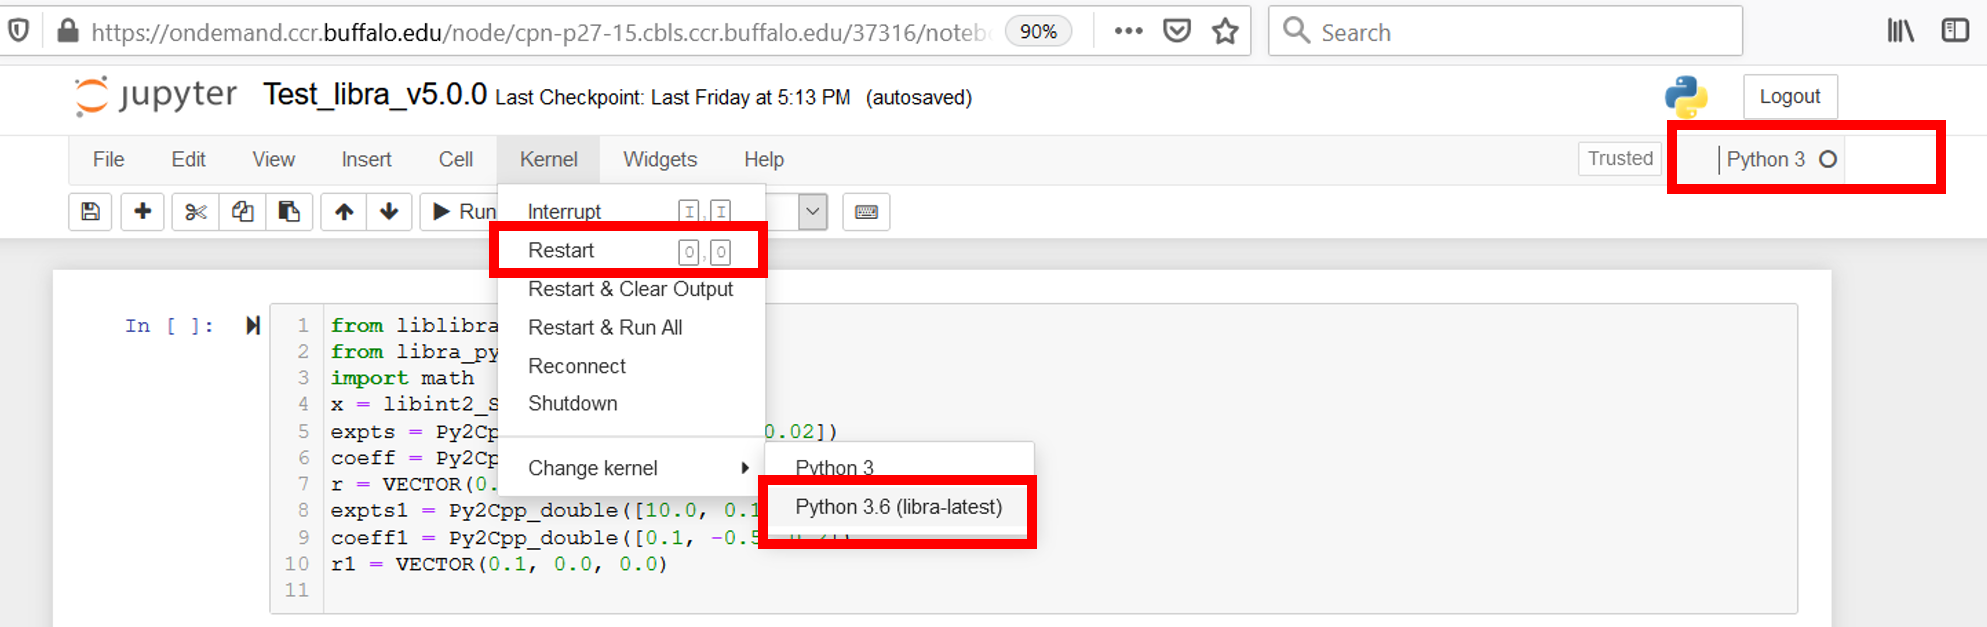 https://ondemand.ccr.buffalo.edu/node/cpn-p27-15.cbls.ccr.buffalo.edu/37316/noteb 90% Search
jupyter Test_libra_v5.0.0 Last Checkpoint: Last Friday at 5:13 PM (autosaved) Logout
File Edit View Insert Cell Kernel Widgets Help Trusted Python 3
Run
Interrupt I,I
Restart 0,0
Restart & Clear Output
Restart & Run All
Reconnect
Shutdown
Change kernel
Python 3
Python 3.6 (libra-latest)
In [ ]:
1 from liblibra
2 from libra_py
3 import math
4 x = libint2_S
5 expts = Py2Cp 0.02])
6 coeff = Py2Cp
7 r = VECTOR(0.
8 expts1 = Py2Cpp_double([10.0, 0.1
9 coeff1 = Py2Cpp_double([0.1, -0.5
10 r1 = VECTOR(0.1, 0.0, 0.0)
11